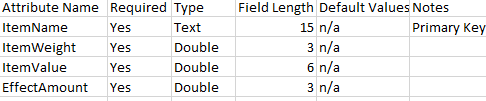 Attribute Name Required Type Field Length Default Values Notes
ItemName Yes Text 15 n/a Primary Key
ItemWeight Yes Double 3 n/a
ItemValue Yes Double 6 n/a
EffectAmount Yes Double 3 n/a